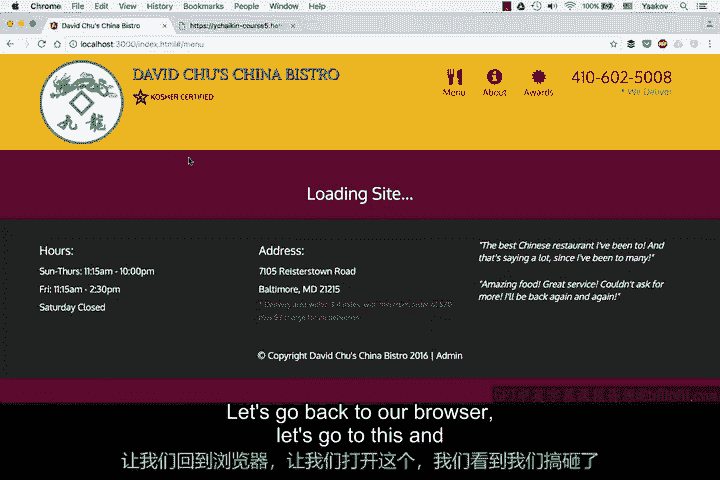 Chrome File Edit View History Bookmarks People Window Help
100% Yaakov
David Chu's China Bistro
https://ychaikin-course5.her
localhost:3000/index.html#/menu
DAVID CHU'S CHINA BISTRO
KOSHER CERTIFIED
九龍
Menu
About
Awards
410-602-5008
* We Deliver
Loading Site...
Hours:
Sun-Thurs: 11:15am - 10:00pm
Fri: 11:15am - 2:30pm
Saturday Closed
Address:
7105 Reisterstown Road
Baltimore, MD 21215
"The best Chinese restaurant I've been to! And
that's saying a lot, since I've been to many!"
"Amazing food! Great service! Couldn't ask for
more! I'll be back again and again!"
© Copyright David Chu's China Bistro 2016 | Admin
Let's go back to our browser,
let's go to this and
让我们回到浏览器，让我们打开这个，我们看到我们搞砸了